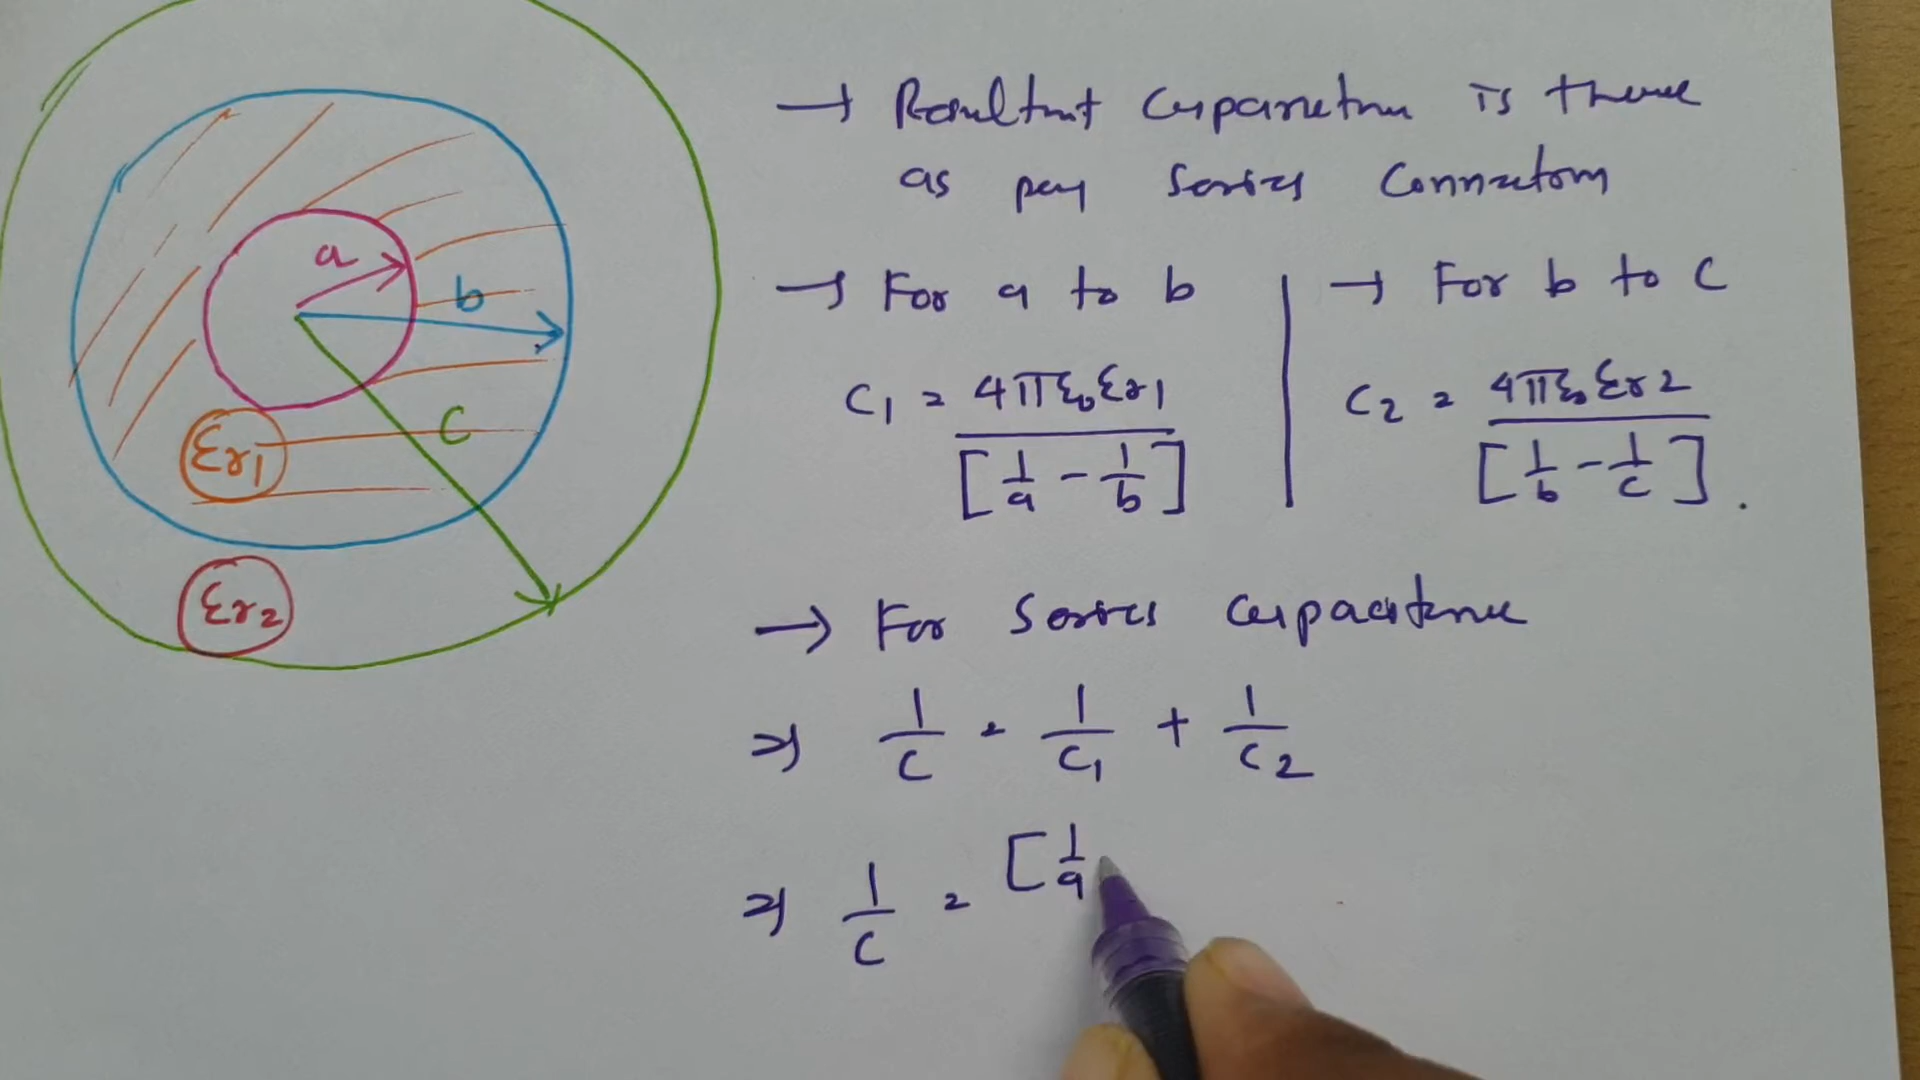 → Resultant Capacitance is there
as per Series Connection
a
b
c
εr1
εr2
→ For a to b
C1 = 4πε0εr1 / [1/a - 1/b]
→ For b to c
C2 = 4πε0εr2 / [1/b - 1/c].
→ For Series Capacitance
⇒ 1/C = 1/C1 + 1/C2
⇒ 1/C = [1/a